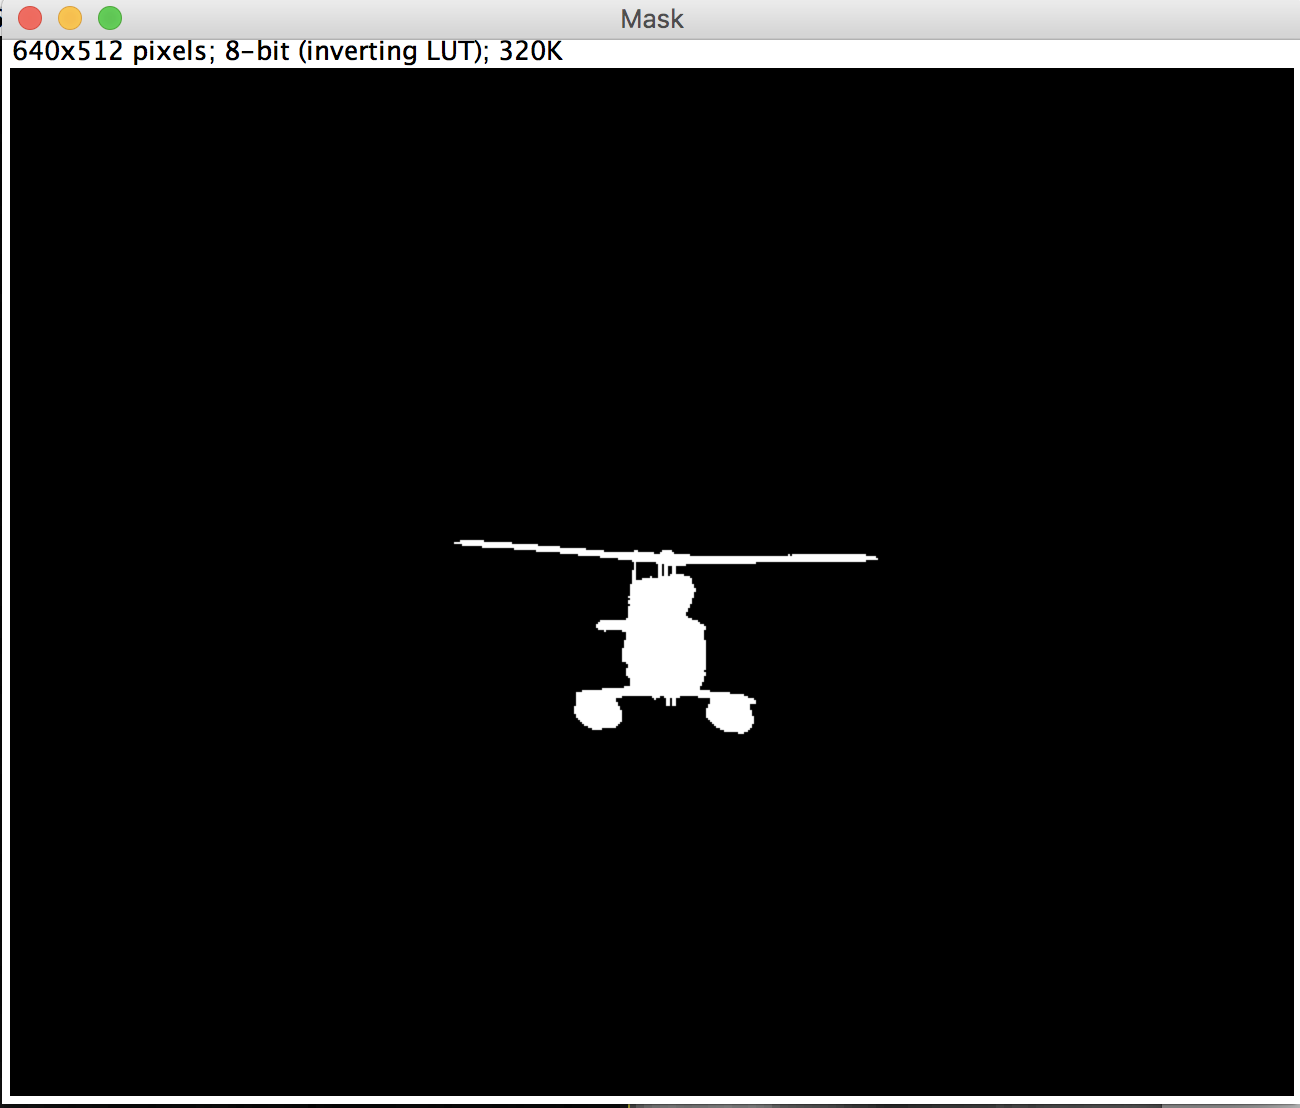 Mask
640x512 pixels; 8-bit (inverting LUT); 320K